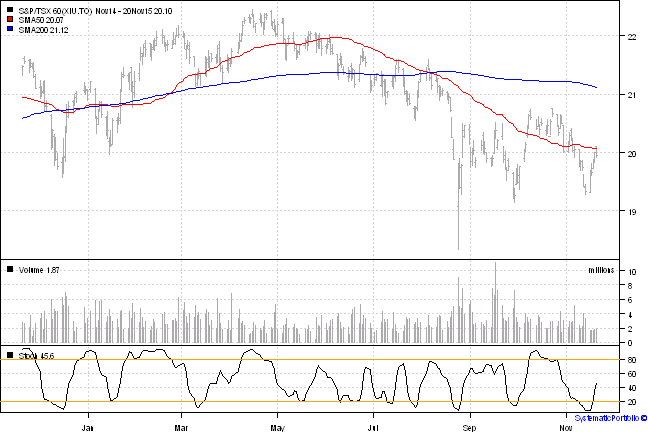 S&P/TSX 60(XIU.TO) Nov14 - 20Nov15 20.10
SMA50 20.07
SMA200 21.12
22
21
20
19
Volume 1.87
millions
10
8
6
4
2
0
Stoch 45.6
80
60
40
20
Jan Mar May Jul Sep Nov
SystematicPortfolio ©